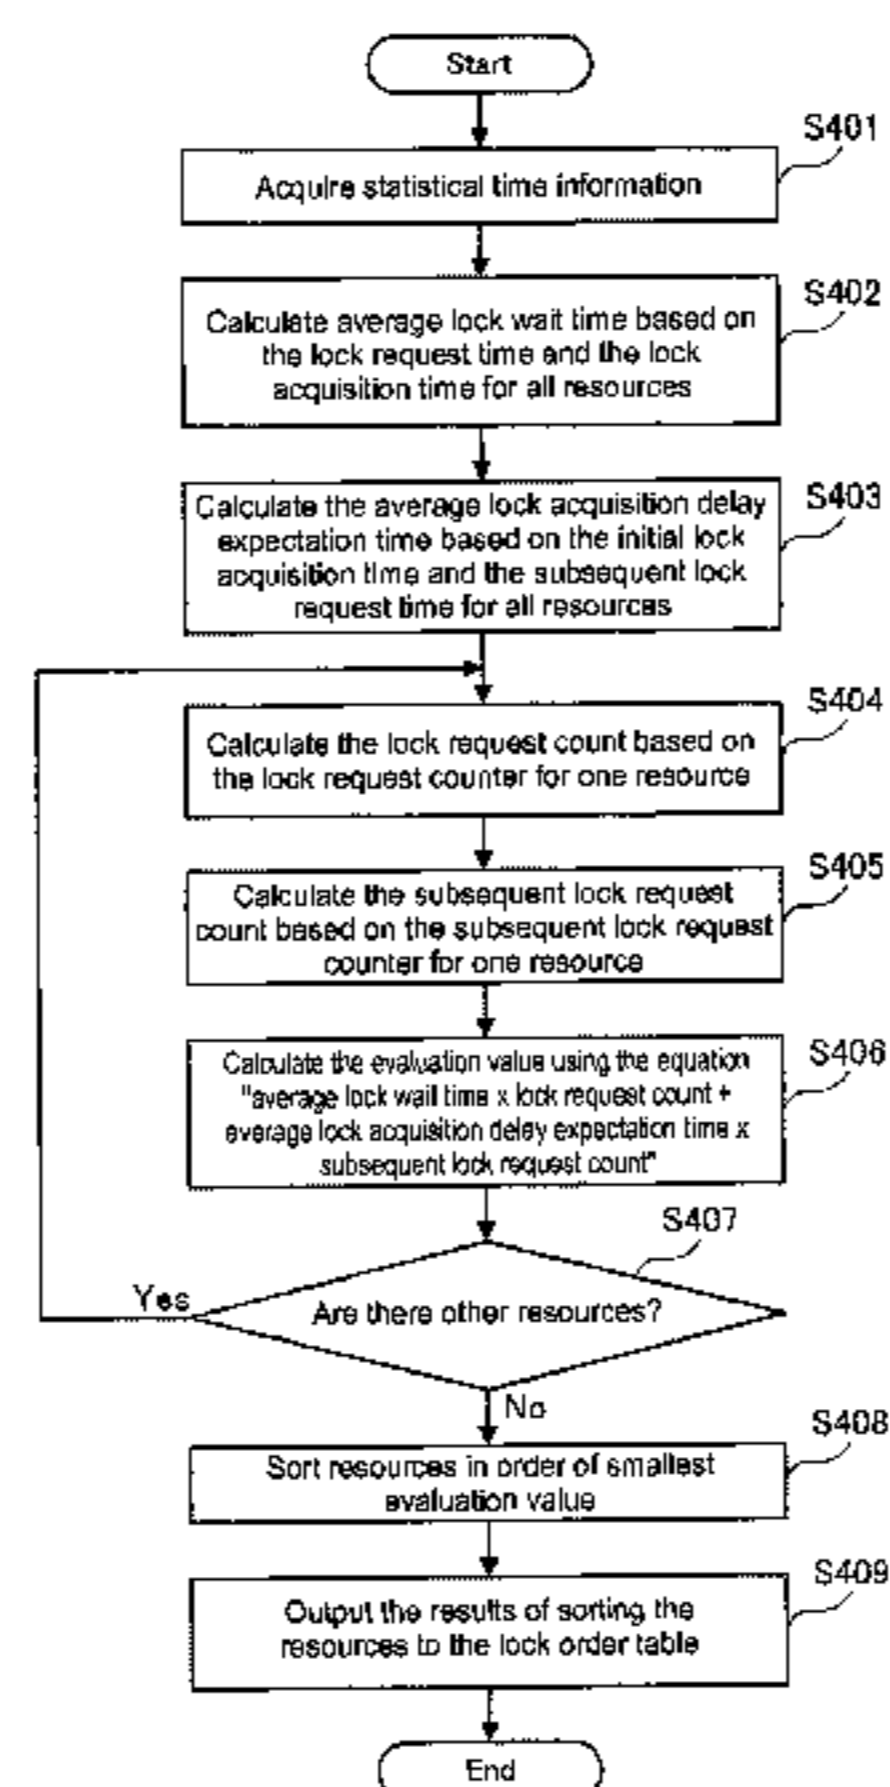 Start
S401
Acquire statistical time information
S402
Calculate average lock wait time based on
the lock request time and the lock
acquisition time for all resources
S403
Calculate the average lock acquisition delay
expectation time based on the initial lock
acquisition time and the subsequent lock
request time for all resources
S404
Calculate the lock request count based on
the lock request counter for one resource
S405
Calculate the subsequent lock request
count based on the subsequent lock request
counter for one resource
S406
Calculate the evaluation value using the equation
"average lock wait time x lock request count +
average lock acquisition delay expectation time x
subsequent lock request count"
S407
Yes
Are there other resources?
No
S408
Sort resources in order of smallest
evaluation value
S409
Output the results of sorting the
resources to the lock order table
End